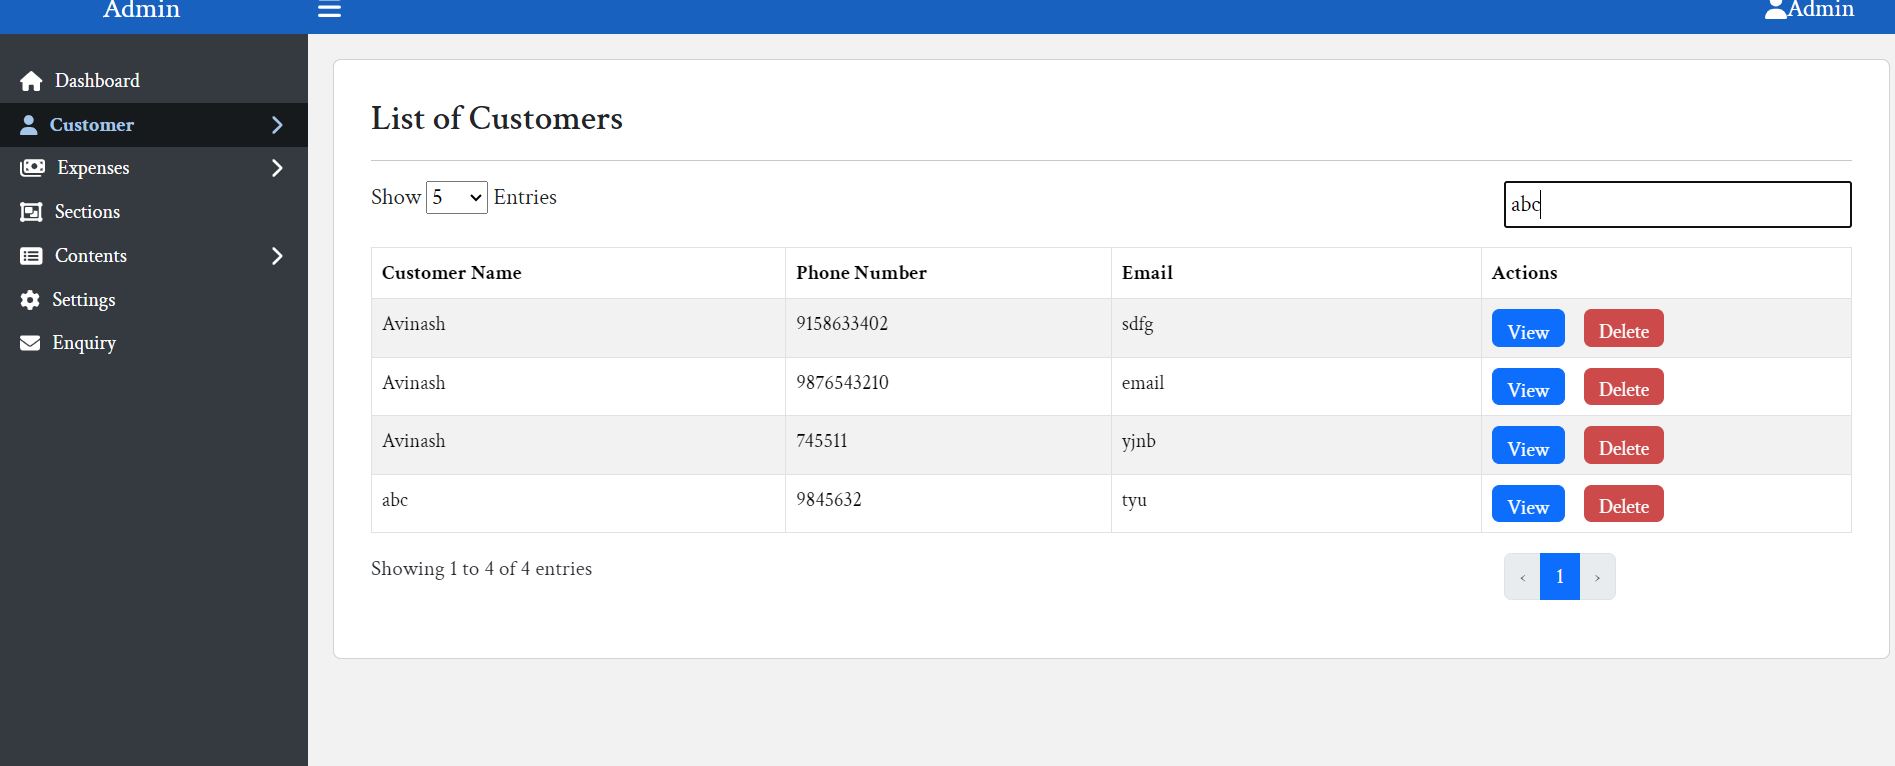 Admin
Admin
Dashboard
Customer
Expenses
Sections
Contents
Settings
Enquiry
List of Customers
Show 5 Entries
abc
Customer Name Phone Number Email Actions
Avinash 9158633402 sdfg View Delete
Avinash 9876543210 email View Delete
Avinash 745511 yjnb View Delete
abc 9845632 tyu View Delete
Showing 1 to 4 of 4 entries
‹ 1 ›